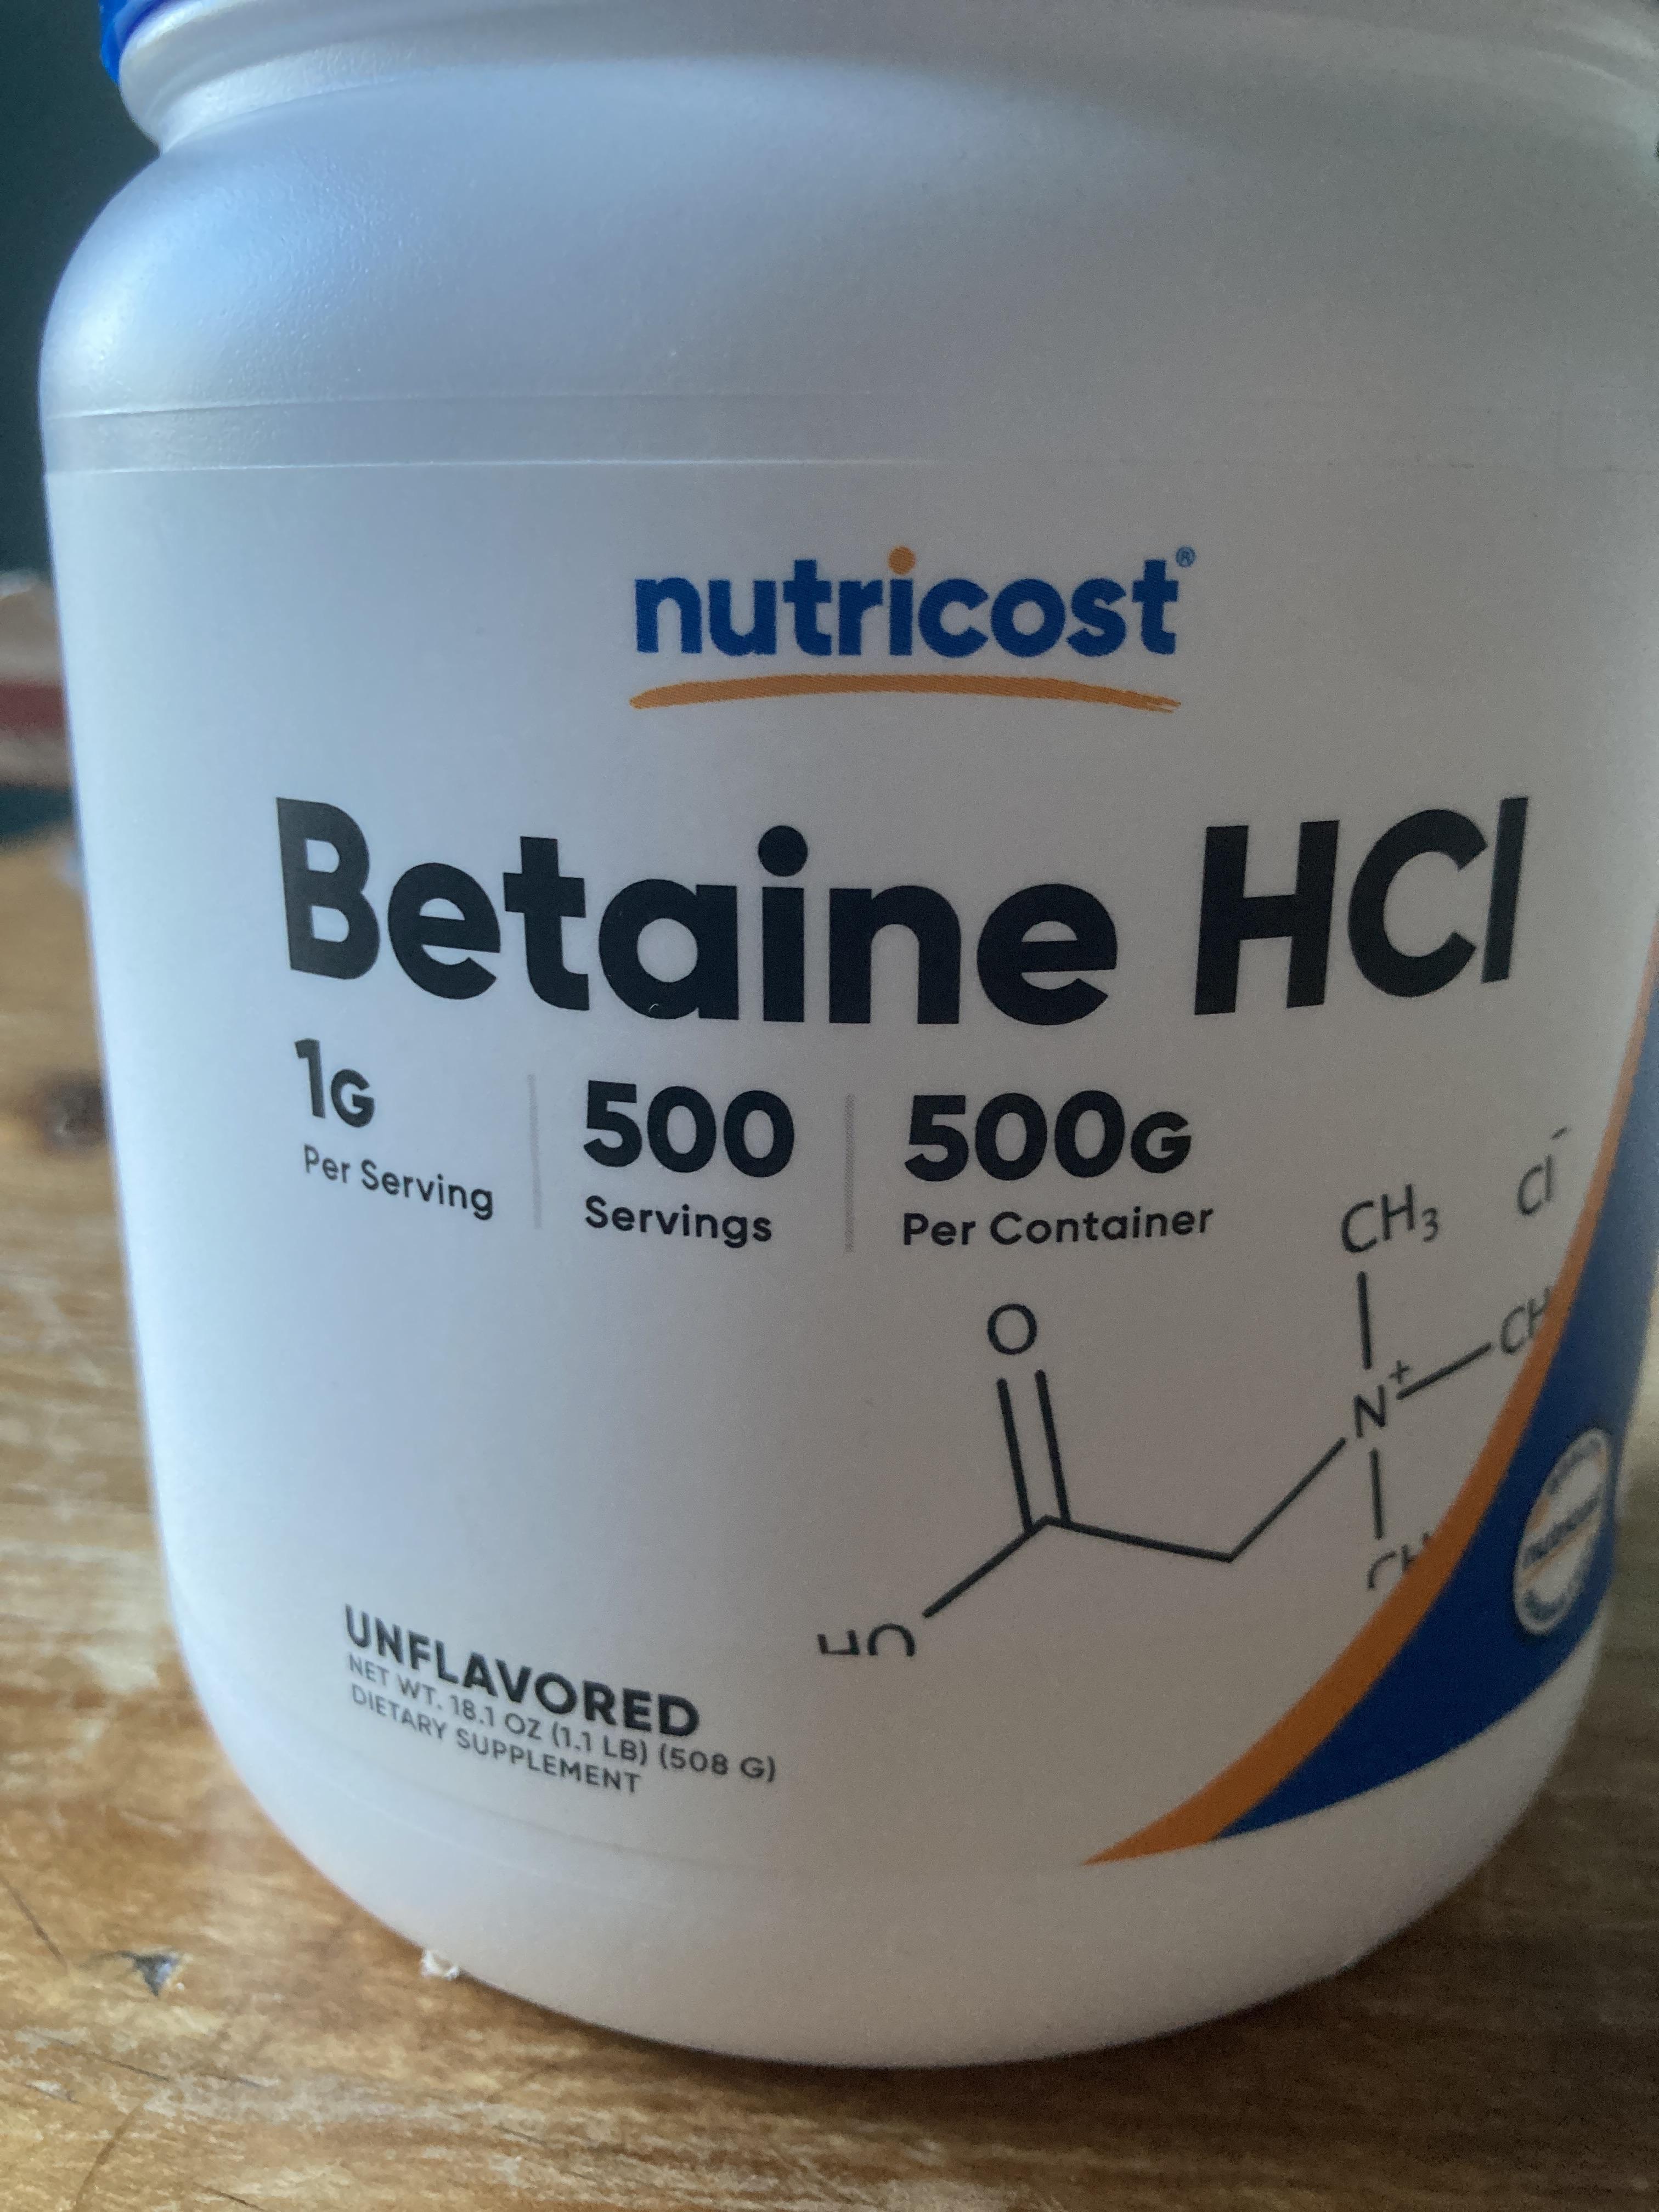 nutricost®
Betaine HCl
1G
Per Serving
500
Servings
500G
Per Container
CH3
Cl-
O
N+
UNFLAVORED
NET WT. 18.1 OZ (1.1 LB) (508 G)
DIETARY SUPPLEMENT